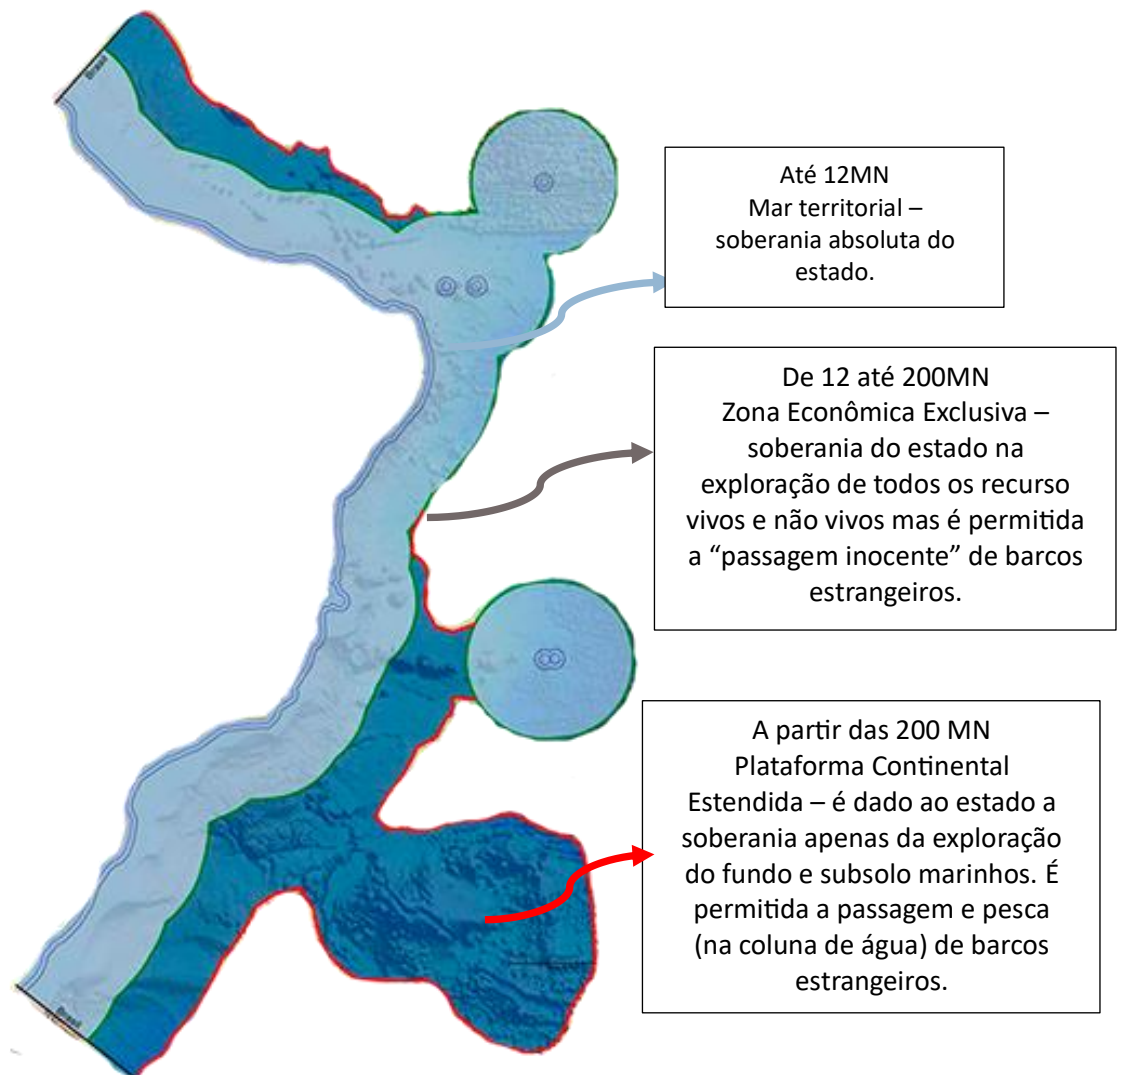 Brasil
Até 12MN
Mar territorial –
soberania absoluta do
estado.
De 12 até 200MN
Zona Econômica Exclusiva –
soberania do estado na
exploração de todos os recurso
vivos e não vivos mas é permitida
a “passagem inocente” de barcos
estrangeiros.
A partir das 200 MN
Plataforma Continental
Estendida – é dado ao estado a
soberania apenas da exploração
do fundo e subsolo marinhos. É
permitida a passagem e pesca
(na coluna de água) de barcos
estrangeiros.
Brasil